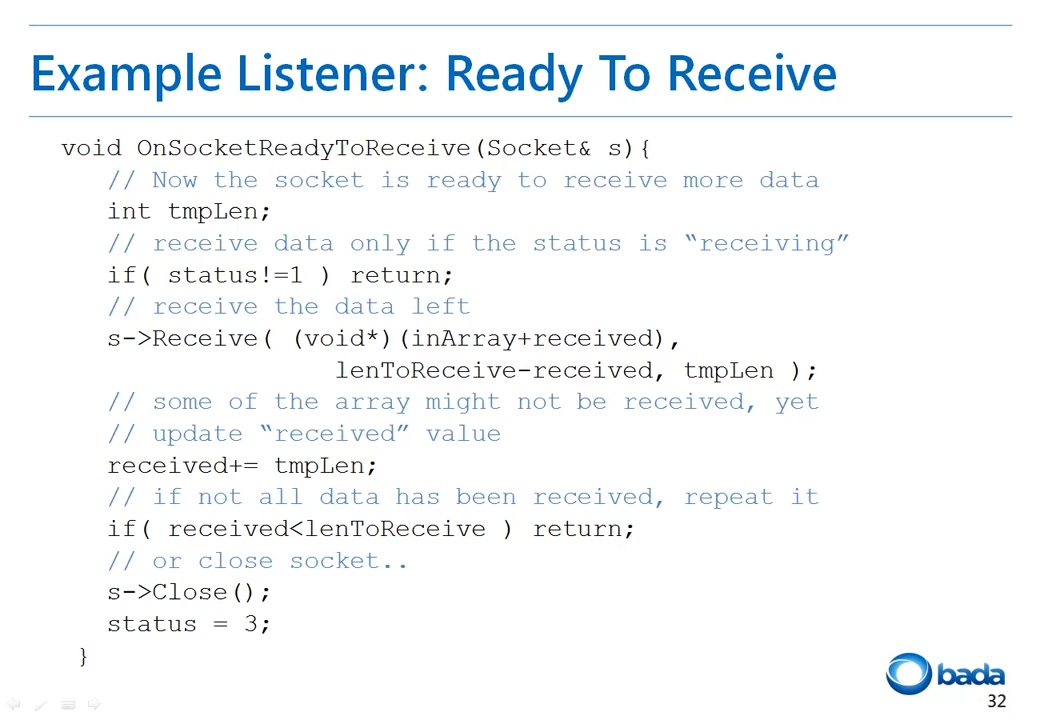 Example Listener: Ready To Receive
void OnSocketReadyToReceive(Socket& s){
// Now the socket is ready to receive more data
int tmpLen;
// receive data only if the status is “receiving”
if( status!=1 ) return;
// receive the data left
s->Receive( (void*)(inArray+received),
lenToReceive-received, tmpLen );
// some of the array might not be received, yet
// update “received” value
received+= tmpLen;
// if not all data has been received, repeat it
if( received<lenToReceive ) return;
// or close socket..
s->Close();
status = 3;
}
bada
32